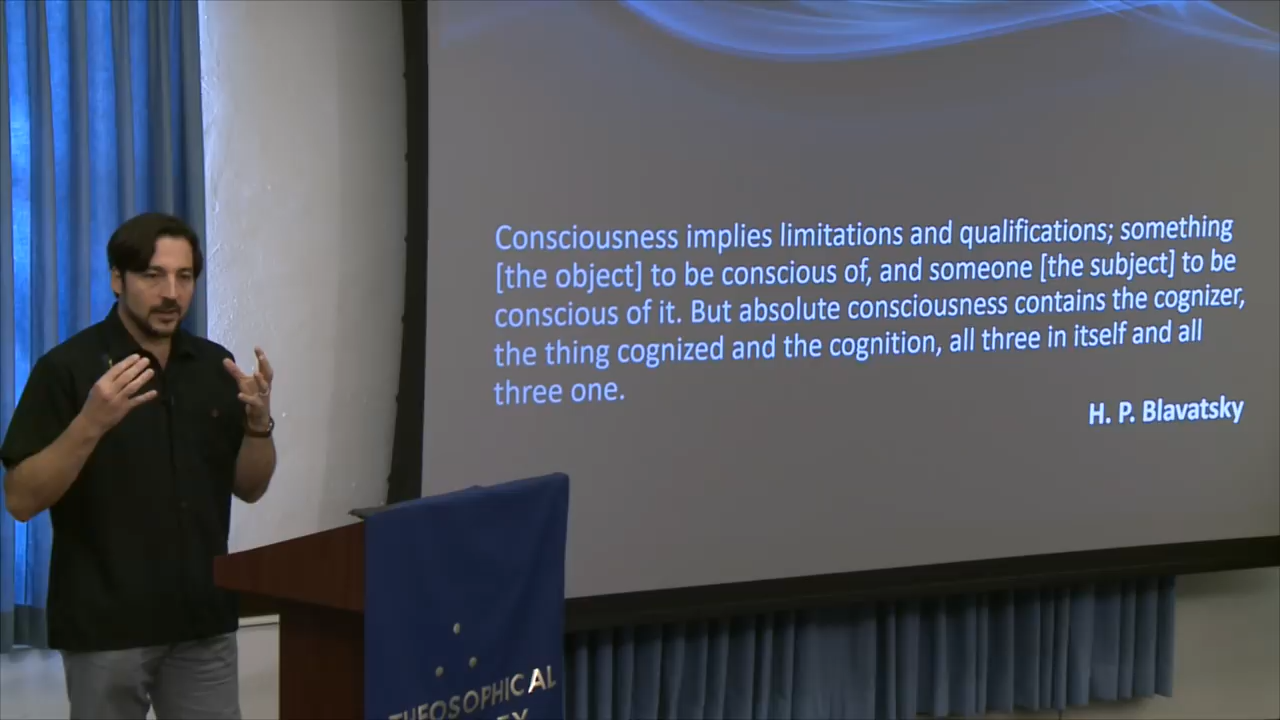 Consciousness implies limitations and qualifications; something
[the object] to be conscious of, and someone [the subject] to be
conscious of it. But absolute consciousness contains the cognizer,
the thing cognized and the cognition, all three in itself and all
three one.
H. P. Blavatsky
THEOSOPHICAL